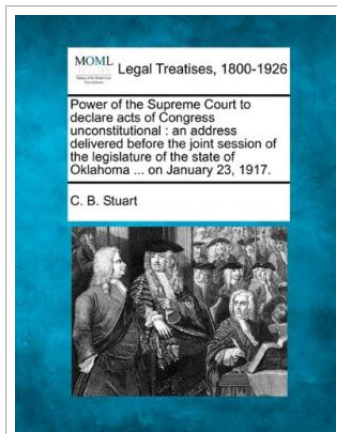 MOML
Legal Treatises, 1800-1926
Power of the Supreme Court to
declare acts of Congress
unconstitutional : an address
delivered before the joint session of
the legislature of the state of
Oklahoma ... on January 23, 1917.
C. B. Stuart